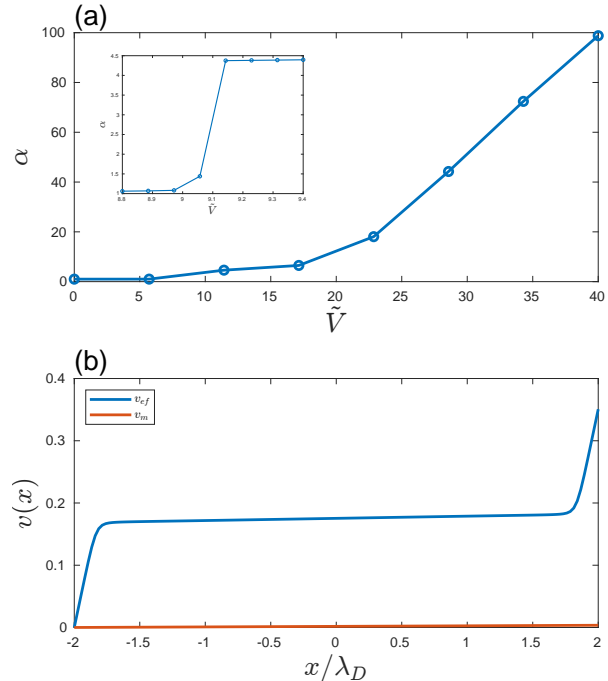 (a)
100
80
60
40
20
0
α
4.5
4
3.5
3
2.5
2
1.5
1
α
8.8 8.9 9 9.1 9.2 9.3 9.4
Ṽ
0 5 10 15 20 25 30 35 40
Ṽ
(b)
0.4
0.3
0.2
0.1
0
v(x)
v_{ef}
v_m
-2 -1.5 -1 -0.5 0 0.5 1 1.5 2
x/λ_D